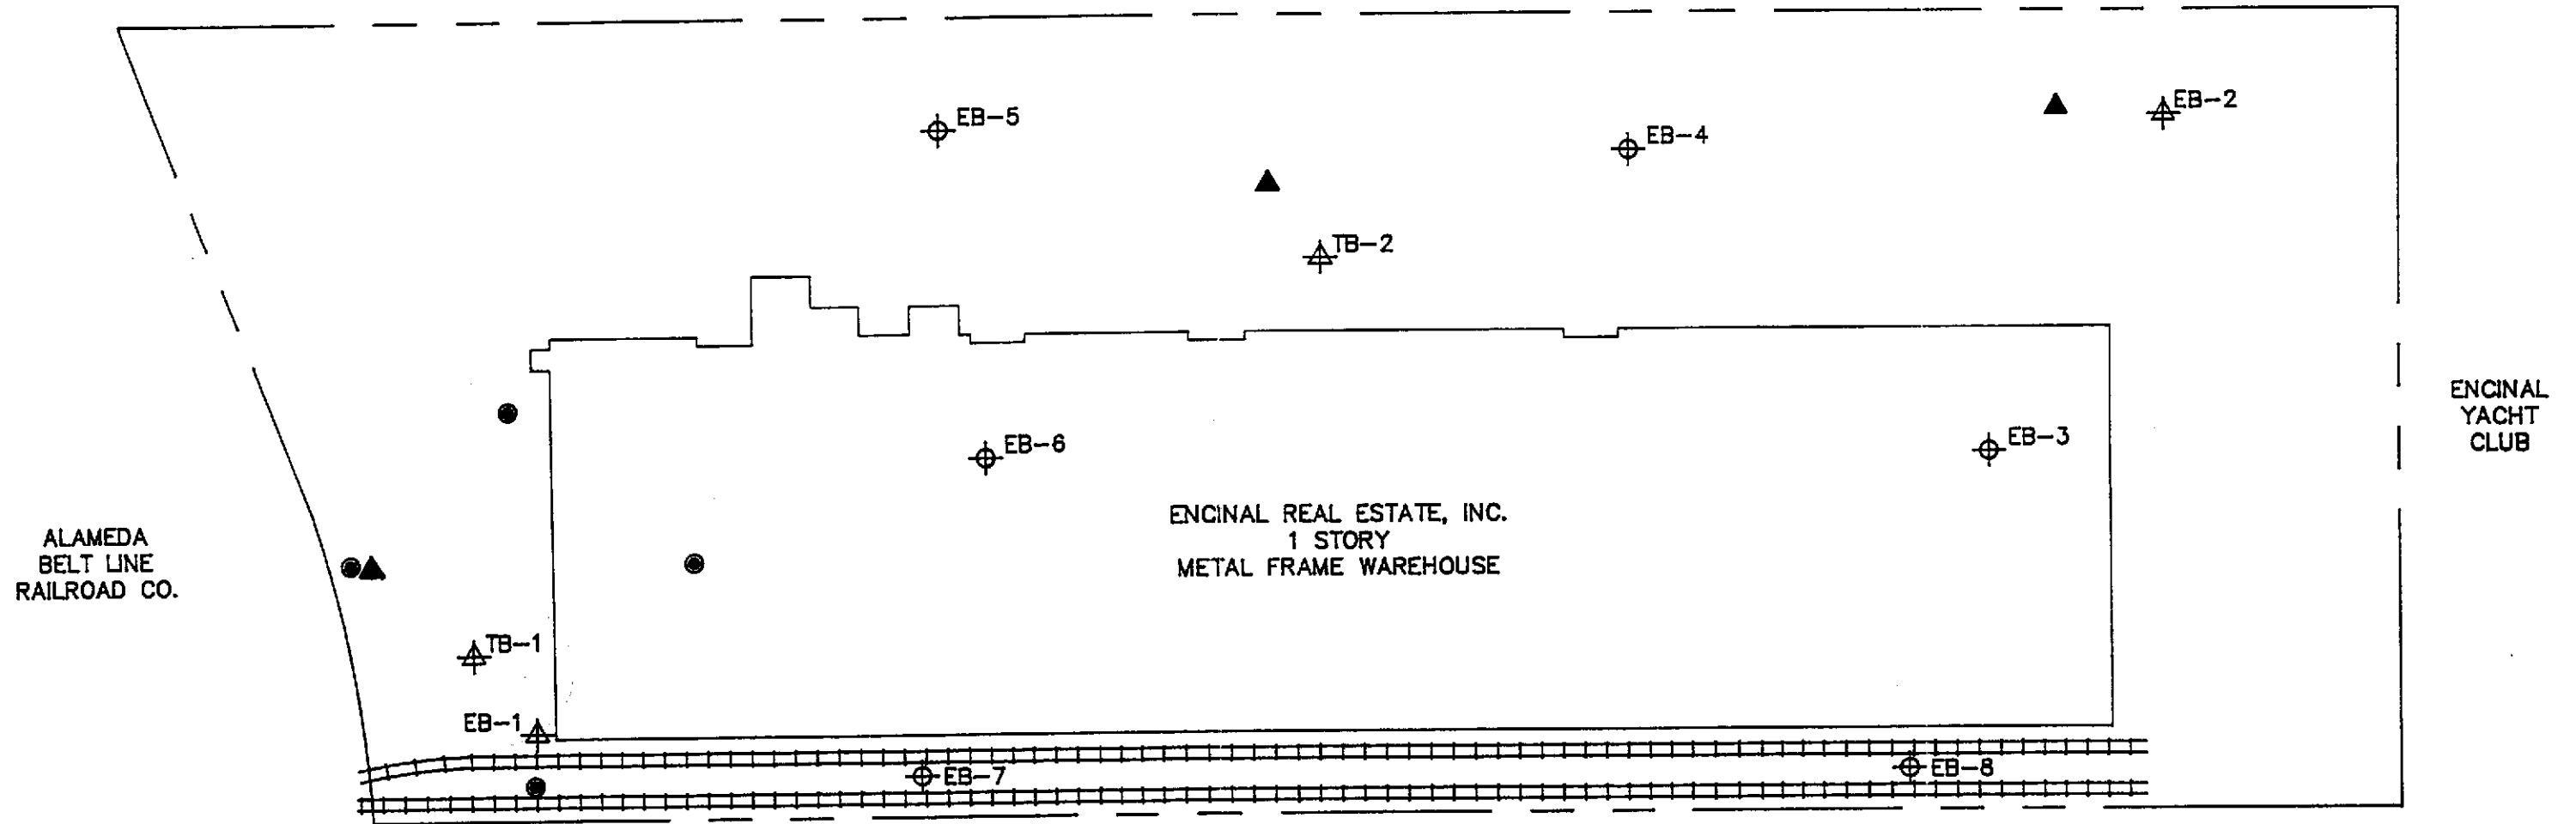 EB-5
EB-4
EB-2
TB-2
EB-6
EB-3
ENCINAL
YACHT
CLUB
ENCINAL REAL ESTATE, INC.
1 STORY
METAL FRAME WAREHOUSE
ALAMEDA
BELT LINE
RAILROAD CO.
TB-1
EB-1
EB-7
EB-8